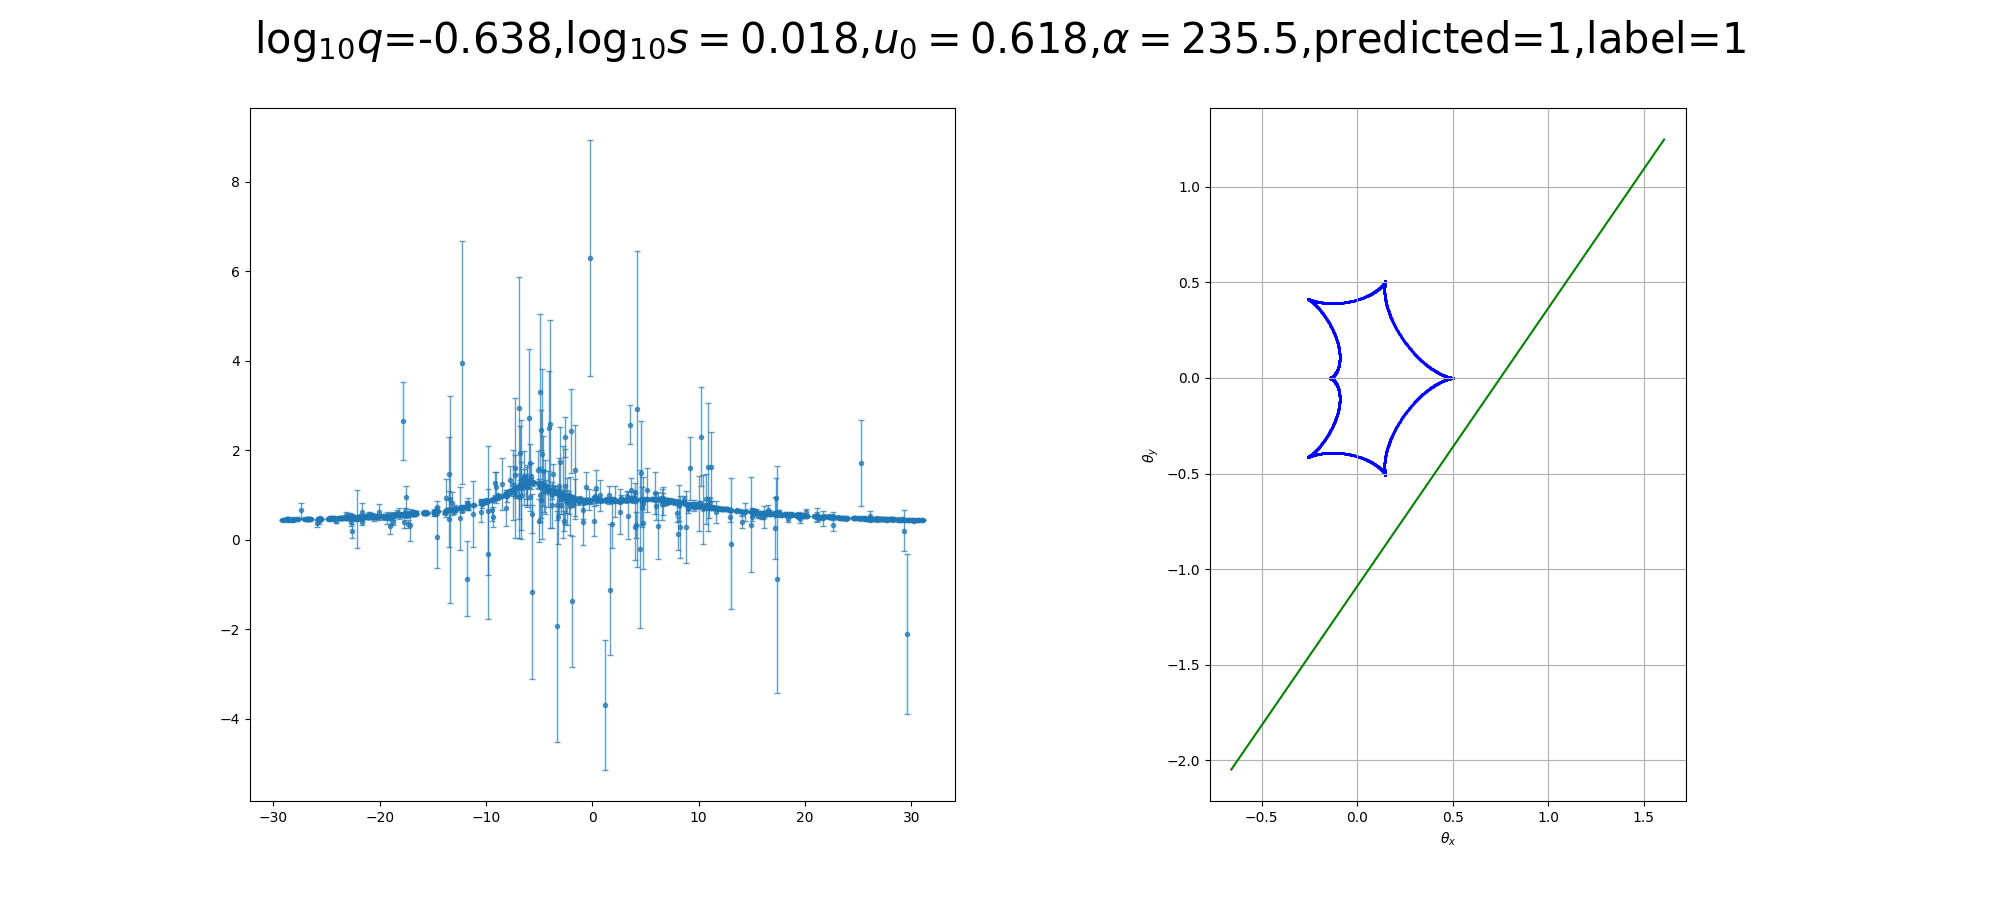 log₁₀q=-0.638,log₁₀s = 0.018,u₀ = 0.618,α = 235.5,predicted=1,label=1
8
6
4
2
0
−2
−4
−30 −20 −10 0 10 20 30
1.0
0.5
0.0
−0.5
−1.0
−1.5
−2.0
θy
−0.5 0.0 0.5 1.0 1.5
θx